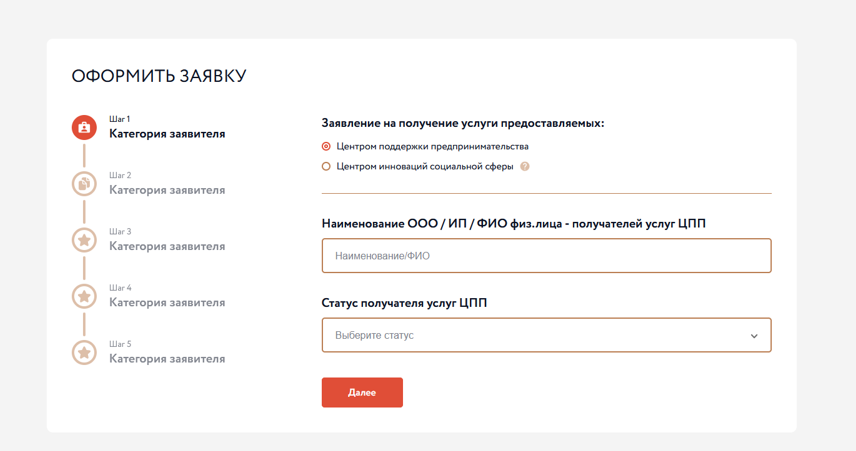 ОФОРМИТЬ ЗАЯВКУ
Шаг 1
Категория заявителя
Шаг 2
Категория заявителя
Шаг 3
Категория заявителя
Шаг 4
Категория заявителя
Шаг 5
Категория заявителя
Заявление на получение услуги предоставляемых:
Центром поддержки предпринимательства
Центром инноваций социальной сферы ?
Наименование ООО / ИП / ФИО физ.лица - получателей услуг ЦПП
Наименование/ФИО
Статус получателя услуг ЦПП
Выберите статус
Далее